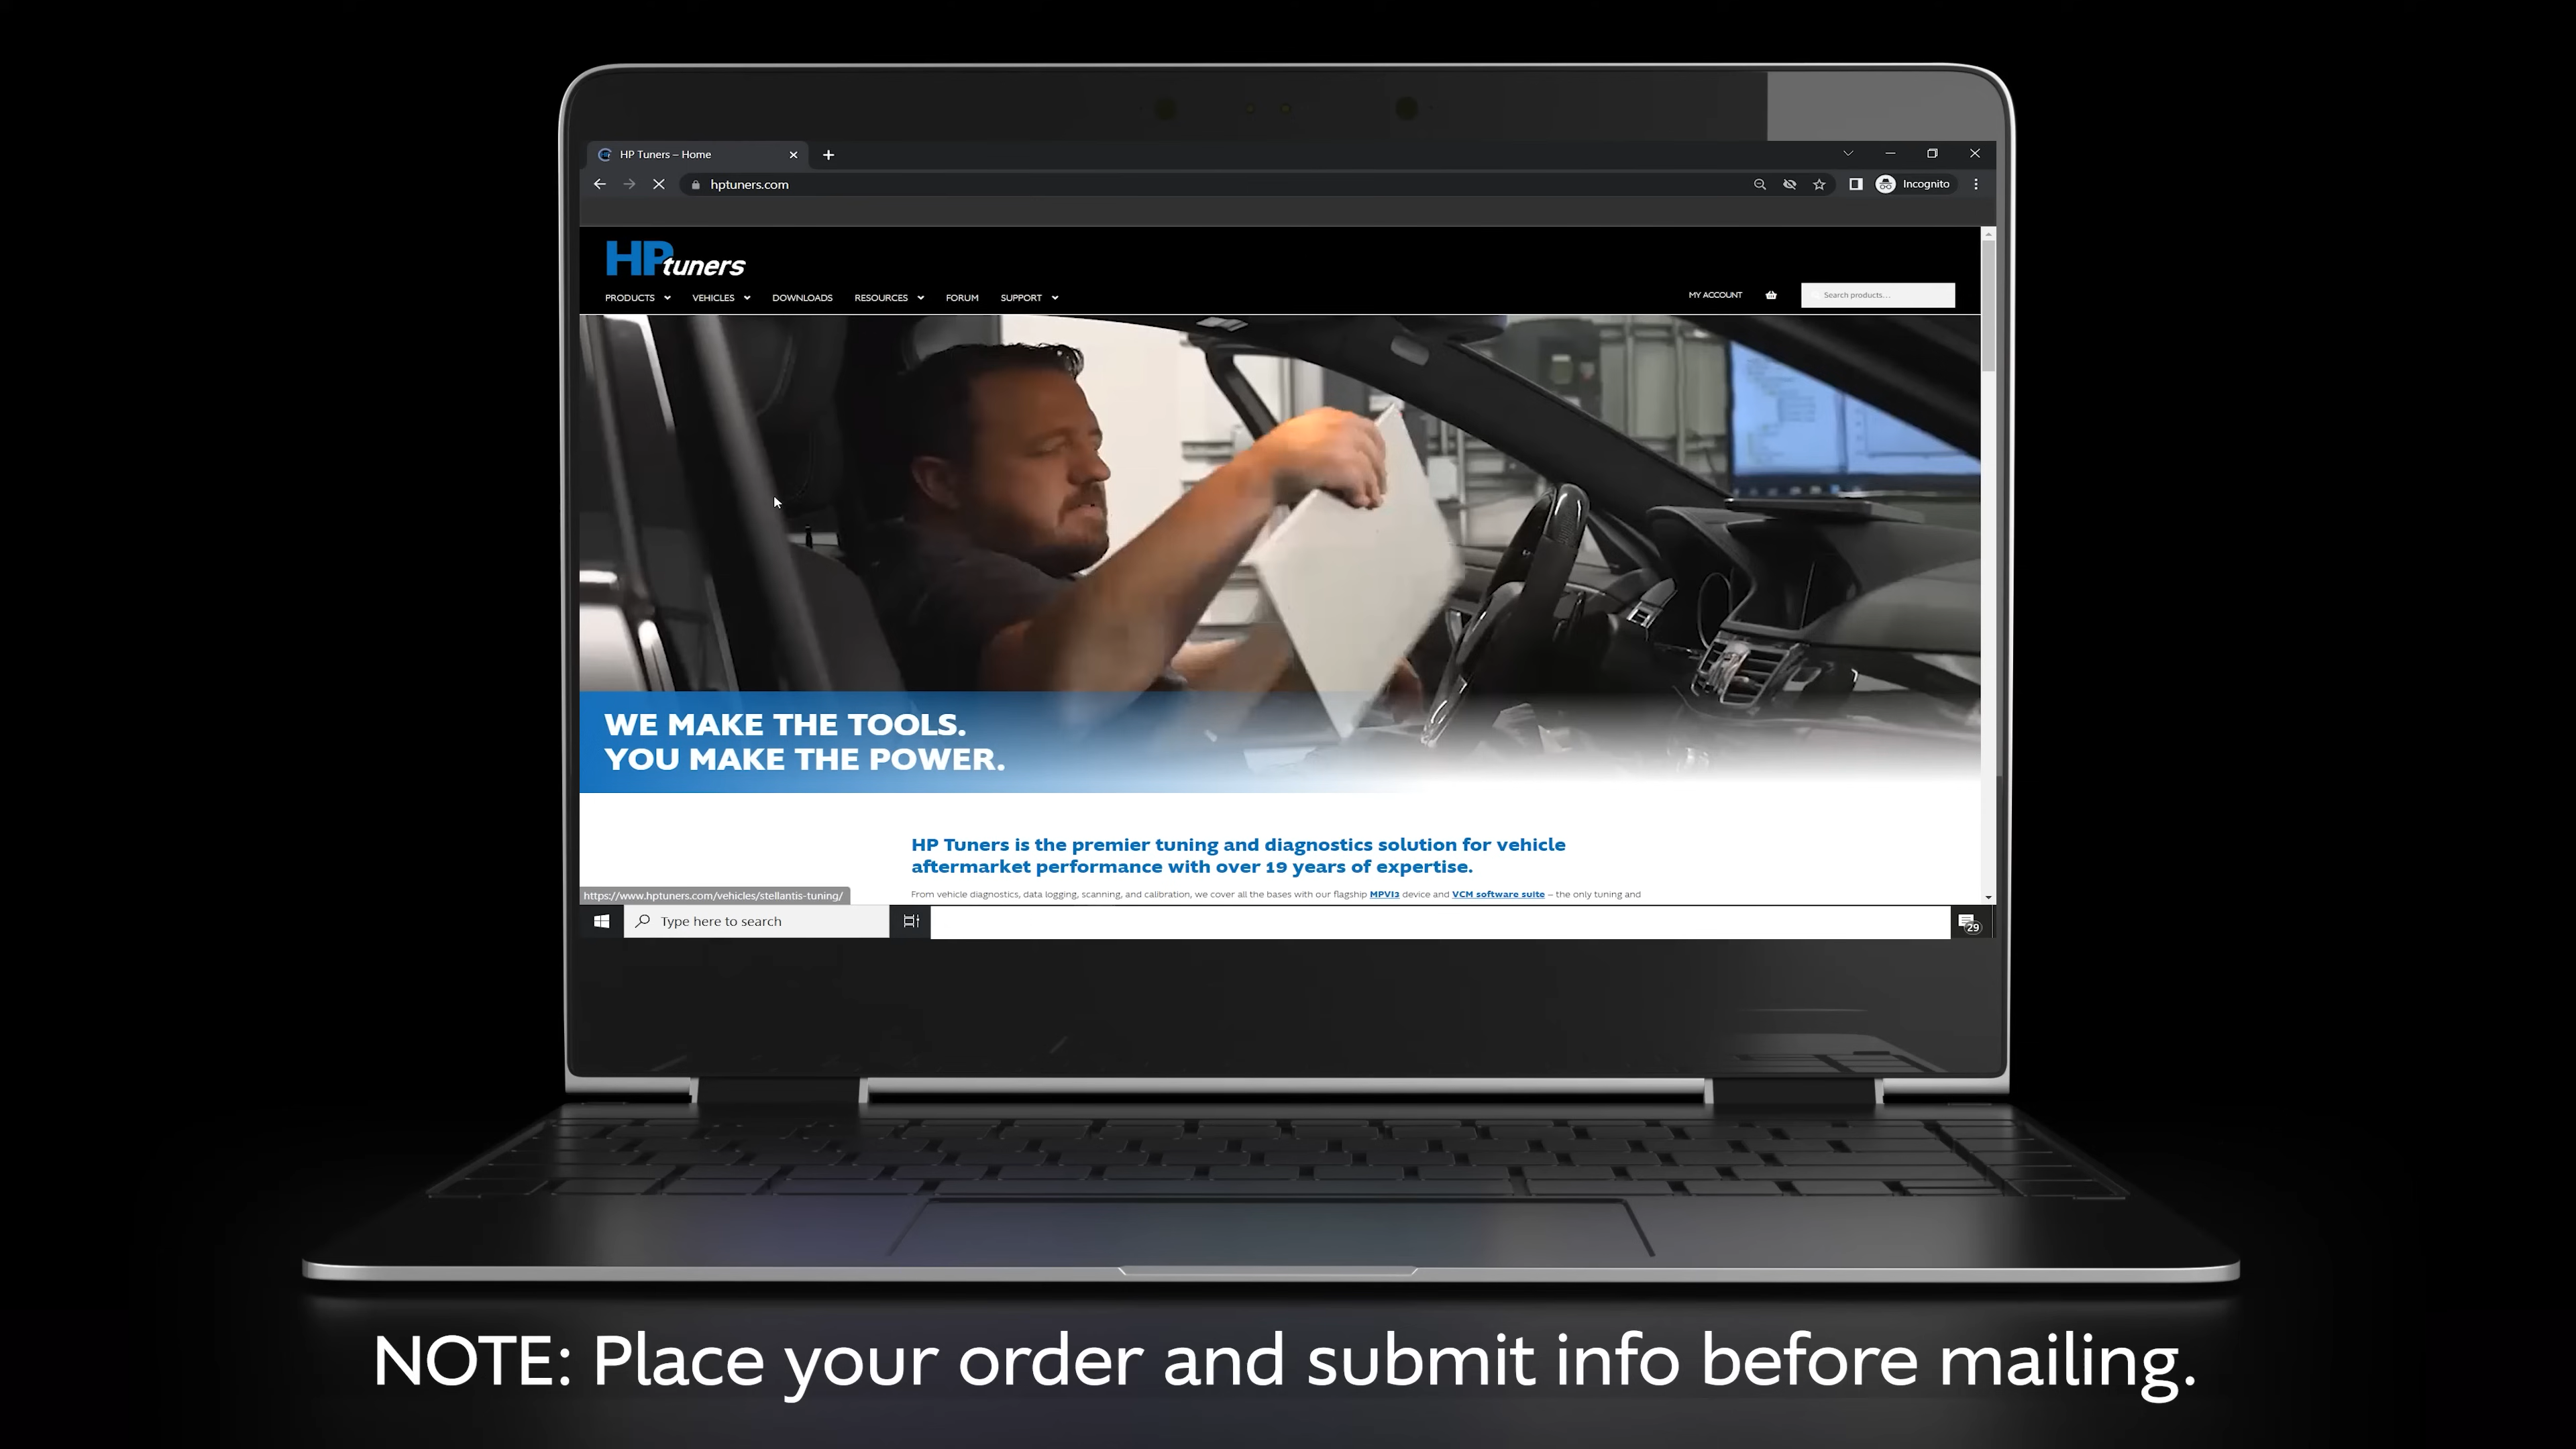 HP Tuners – Home
hptuners.com
Incognito
HP tuners
PRODUCTS VEHICLES DOWNLOADS RESOURCES FORUM SUPPORT
MY ACCOUNT
Search products...
WE MAKE THE TOOLS.
YOU MAKE THE POWER.
HP Tuners is the premier tuning and diagnostics solution for vehicle
aftermarket performance with over 19 years of expertise.
From vehicle diagnostics, data logging, scanning, and calibration, we cover all the bases with our flagship MPVI3 device and VCM software suite – the only tuning and
https://www.hptuners.com/vehicles/stellantis-tuning/
Type here to search
29
NOTE: Place your order and submit info before mailing.